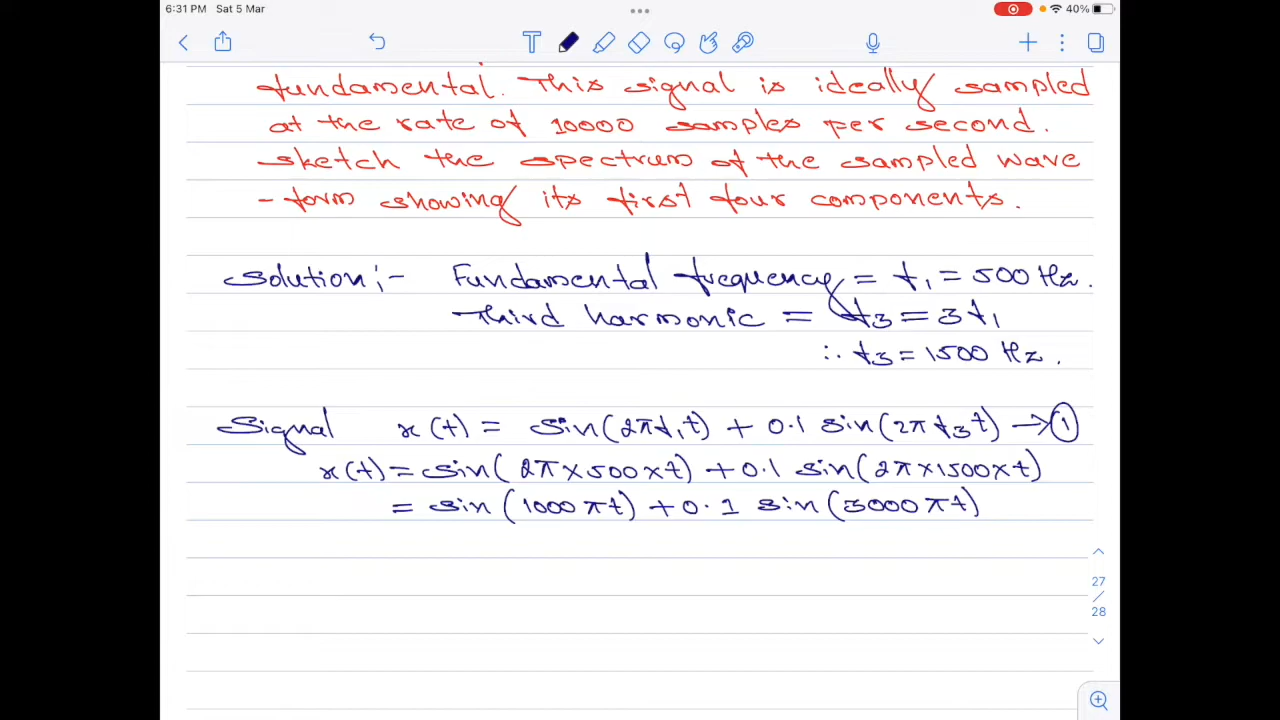 6:31 PM Sat 5 Mar
40%
fundamental. This signal is ideally sampled
at the rate of 10000 samples per second.
sketch the spectrum of the sampled wave
-form showing its first four components.
Solution:- Fundamental frequency = f₁ = 500 Hz.
Third harmonic = f₃ = 3f₁
∴ f₃ = 1500 Hz.
Signal x(t) = sin(2πf₁t) + 0.1 sin(2πf₃t) → ①
x(t) = sin(2π×500×t) + 0.1 sin(2π×1500×t)
= sin(1000πt) + 0.1 sin(3000πt)
27
/
28